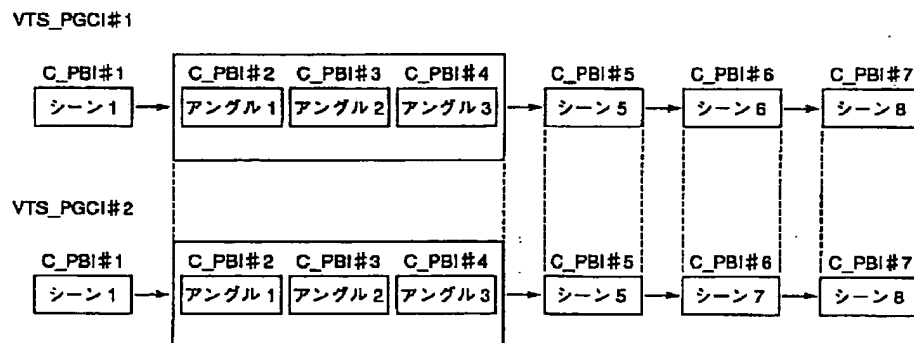 VTS_PGCI#1
C_PBI#1 C_PBI#2 C_PBI#3 C_PBI#4 C_PBI#5 C_PBI#6 C_PBI#7
シーン1 アングル1 アングル2 アングル3 シーン5 シーン6 シーン8
VTS_PGCI#2
C_PBI#1 C_PBI#2 C_PBI#3 C_PBI#4 C_PBI#5 C_PBI#6 C_PBI#7
シーン1 アングル1 アングル2 アングル3 シーン5 シーン7 シーン8